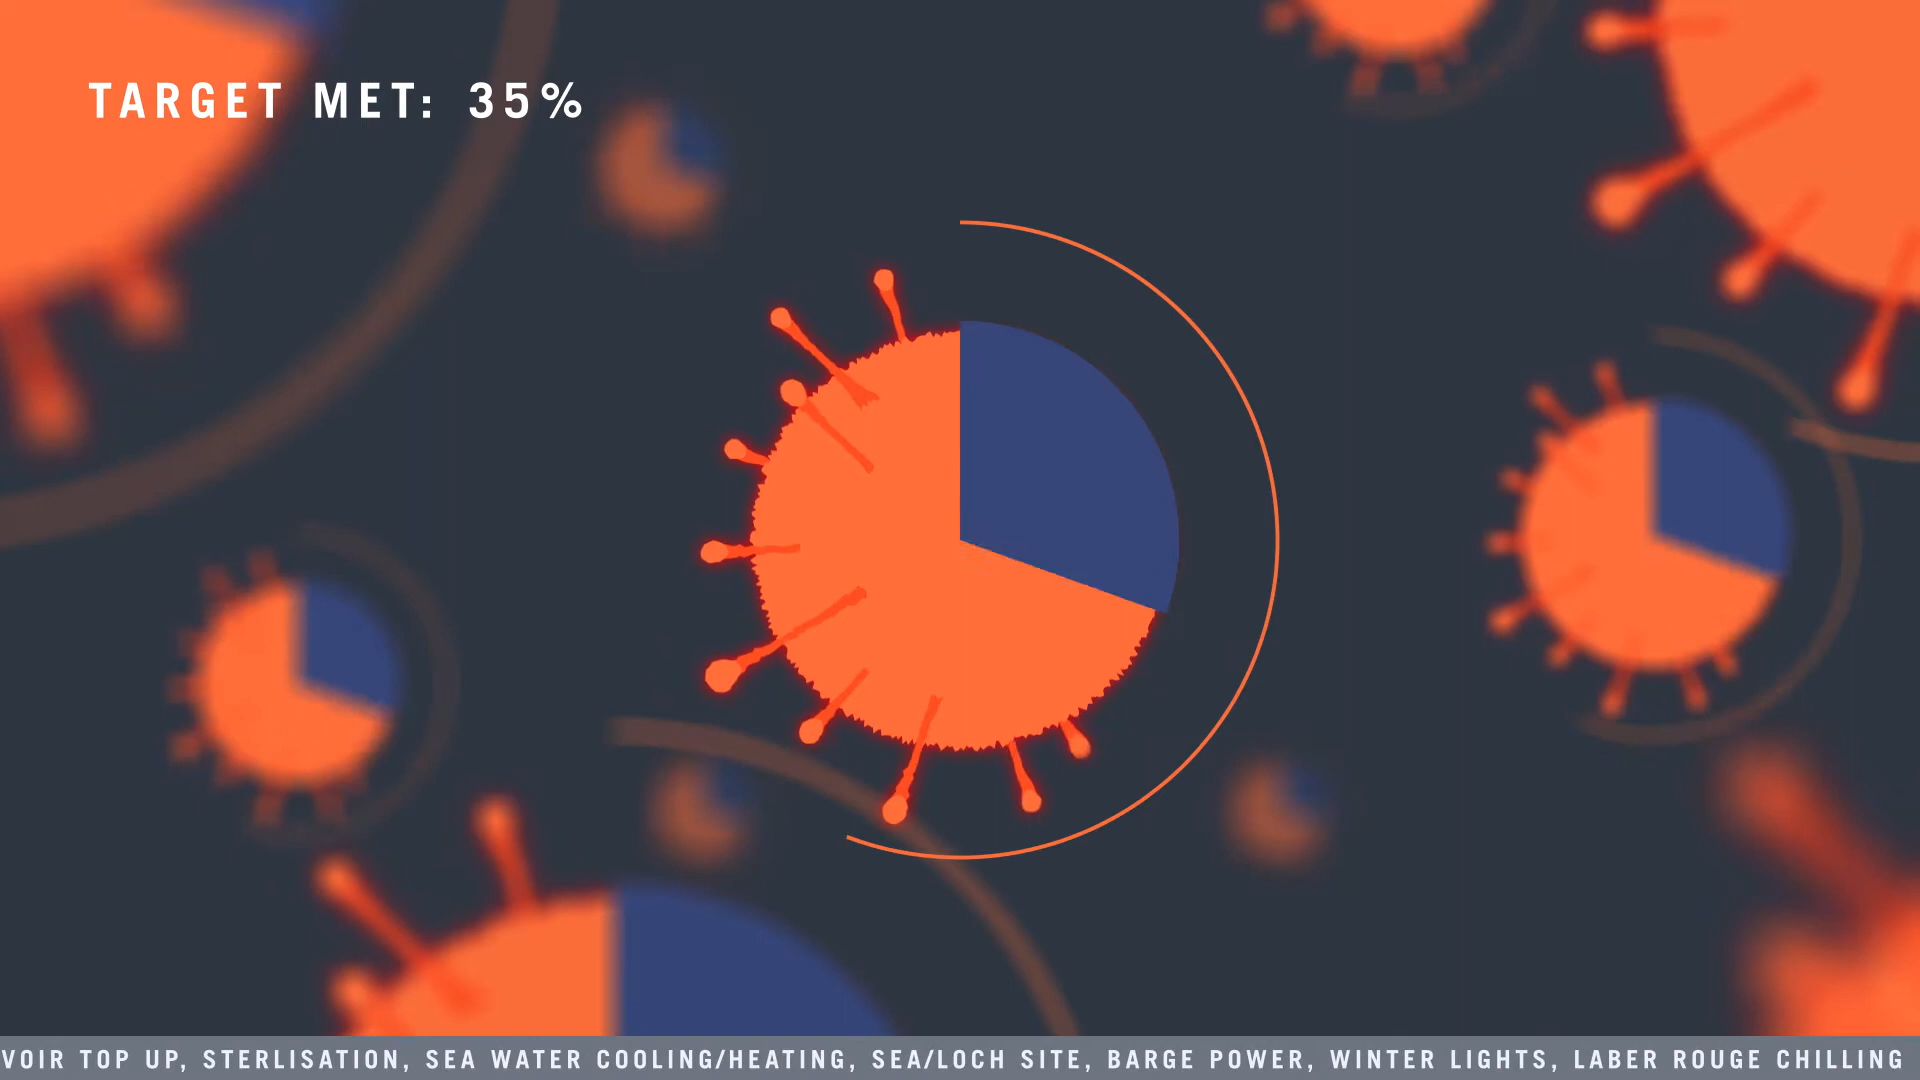 TARGET MET: 35%
VOIR TOP UP, STERLISATION, SEA WATER COOLING/HEATING, SEA/LOCH SITE, BARGE POWER, WINTER LIGHTS, LABER ROUGE CHILLING